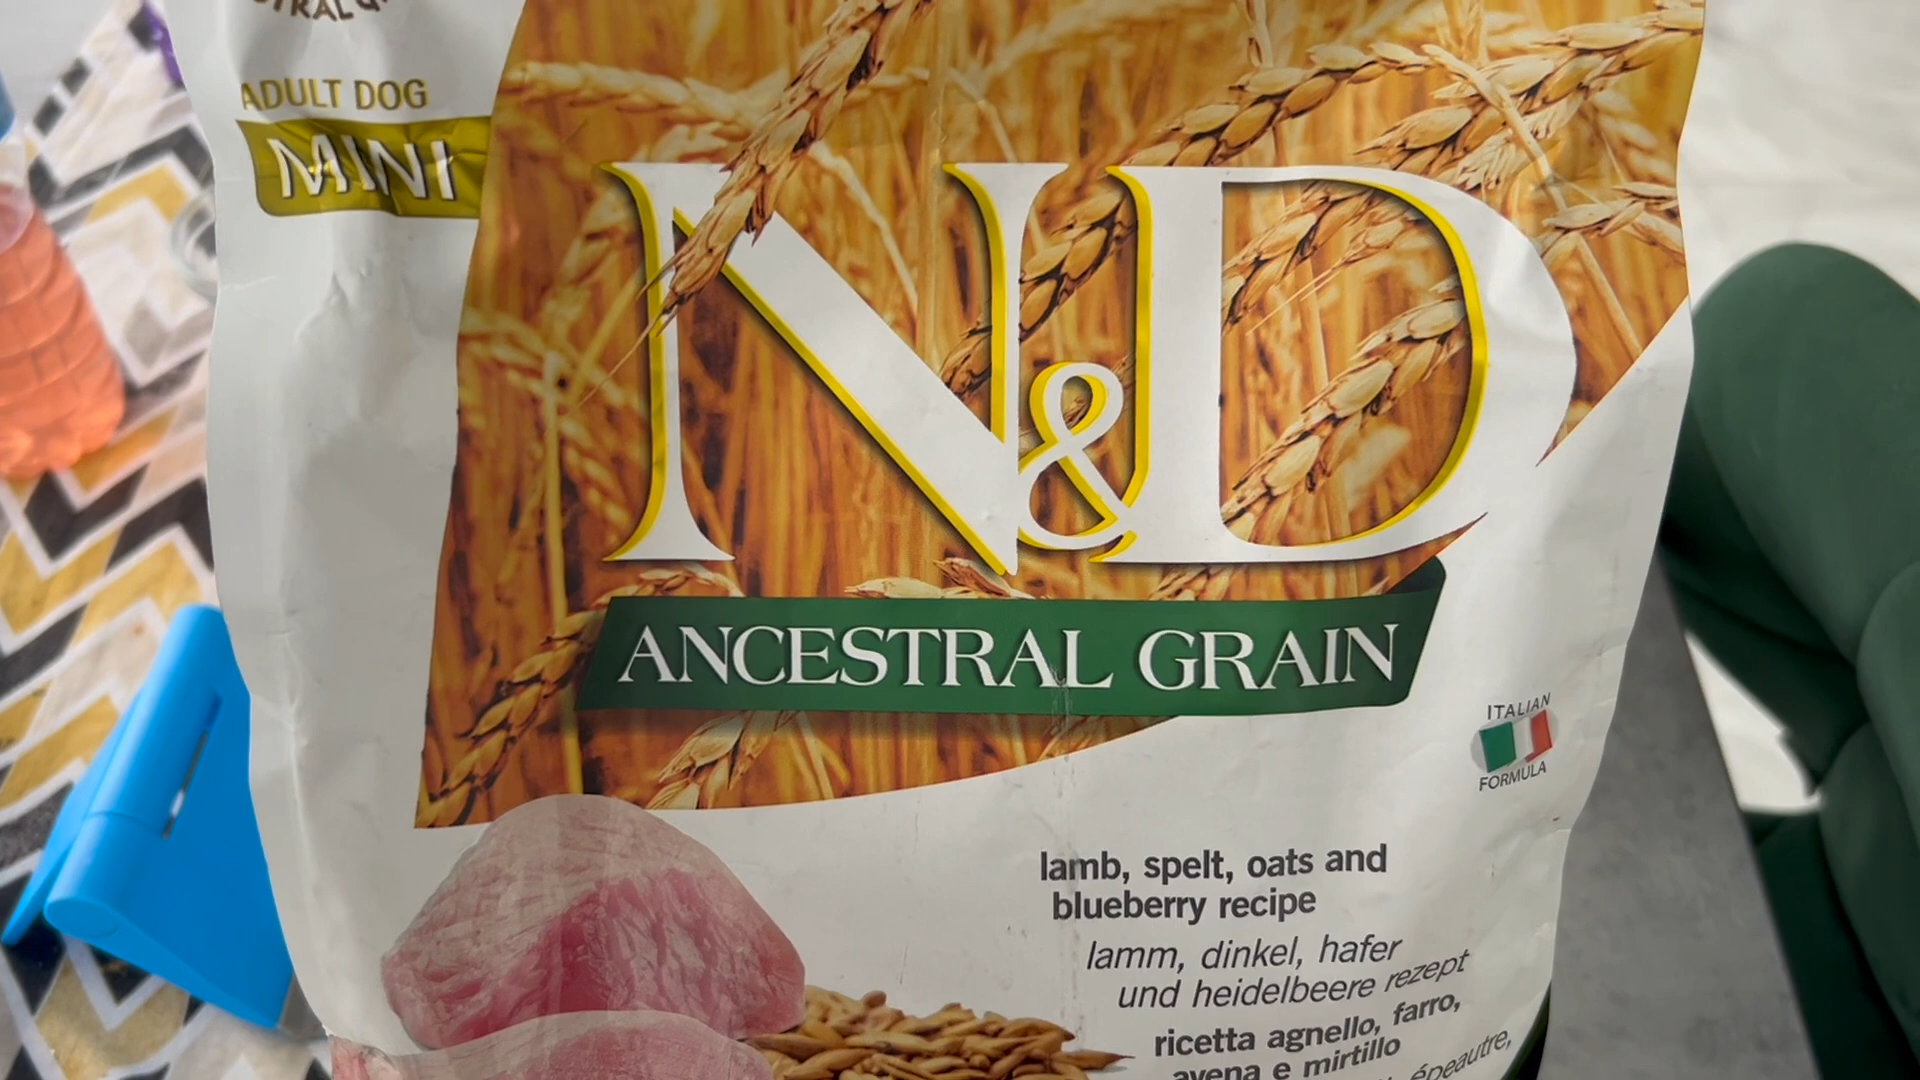 ADULT DOG
MINI
N&D
ANCESTRAL GRAIN
ITALIAN
FORMULA
lamb, spelt, oats and
blueberry recipe
lamm, dinkel, hafer
und heidelbeere rezept
ricetta agnello, farro,
avena e mirtillo
épeautre,